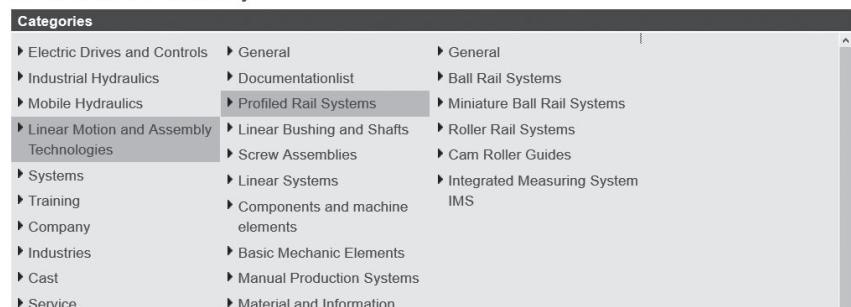 Categories
Electric Drives and Controls
Industrial Hydraulics
Mobile Hydraulics
Linear Motion and Assembly
Technologies
Systems
Training
Company
Industries
Cast
Service
General
Documentationlist
Profiled Rail Systems
Linear Bushing and Shafts
Screw Assemblies
Linear Systems
Components and machine
elements
Basic Mechanic Elements
Manual Production Systems
Material and Information
General
Ball Rail Systems
Miniature Ball Rail Systems
Roller Rail Systems
Cam Roller Guides
Integrated Measuring System
IMS